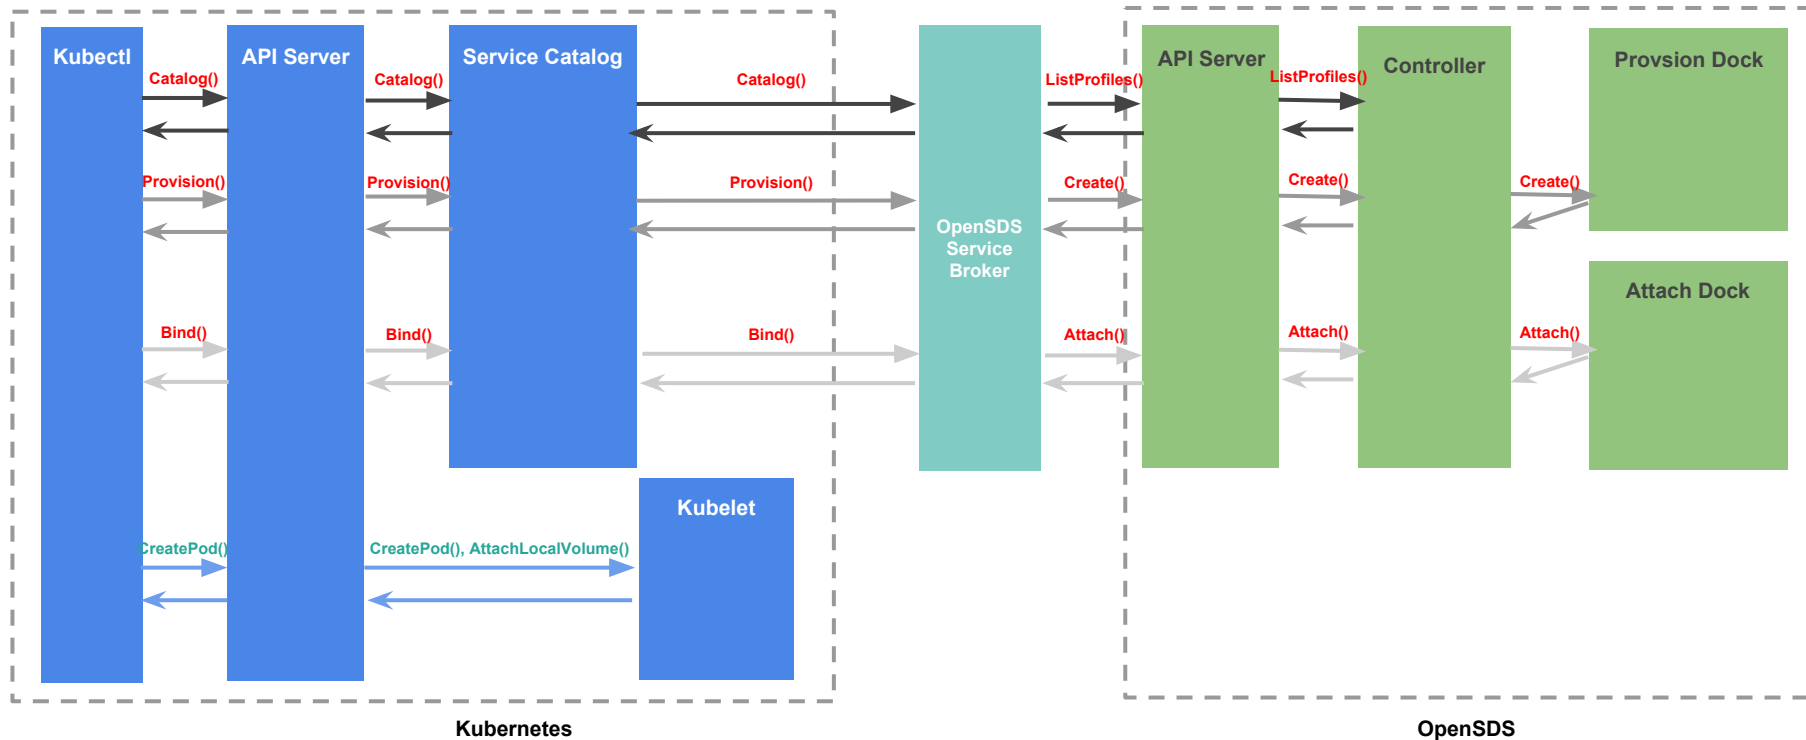 Kubectl
API Server
Service Catalog
API Server
Controller
Provsion Dock
Catalog()
Catalog()
Catalog()
ListProfiles()
ListProfiles()
Provision()
Provision()
Provision()
Create()
Create()
Create()
OpenSDS
Service
Broker
Attach Dock
Bind()
Bind()
Bind()
Attach()
Attach()
Attach()
Kubelet
CreatePod()
CreatePod(), AttachLocalVolume()
Kubernetes
OpenSDS